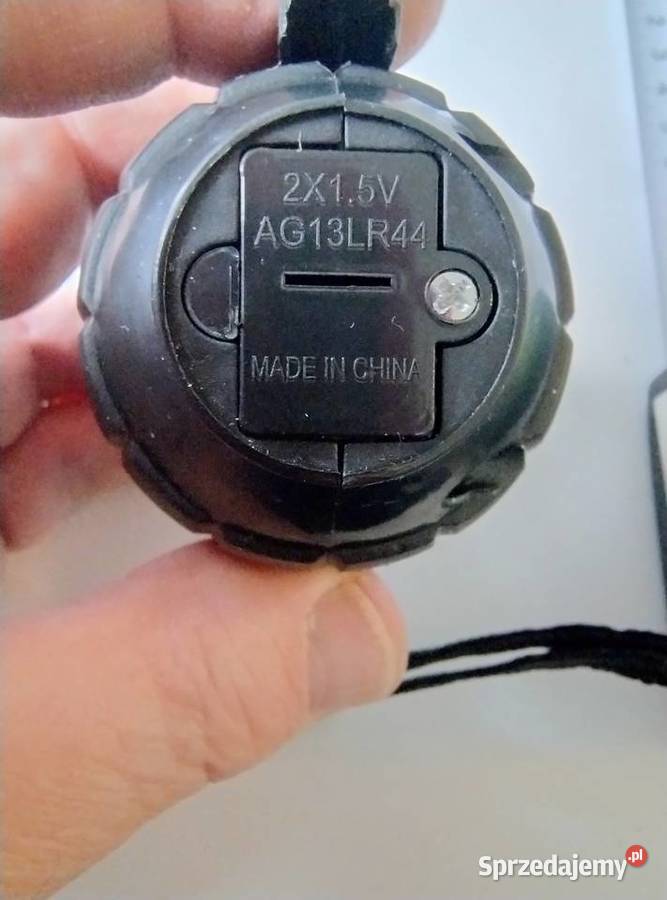 2X1.5V
AG13LR44
MADE IN CHINA
Sprzedajemy.pl